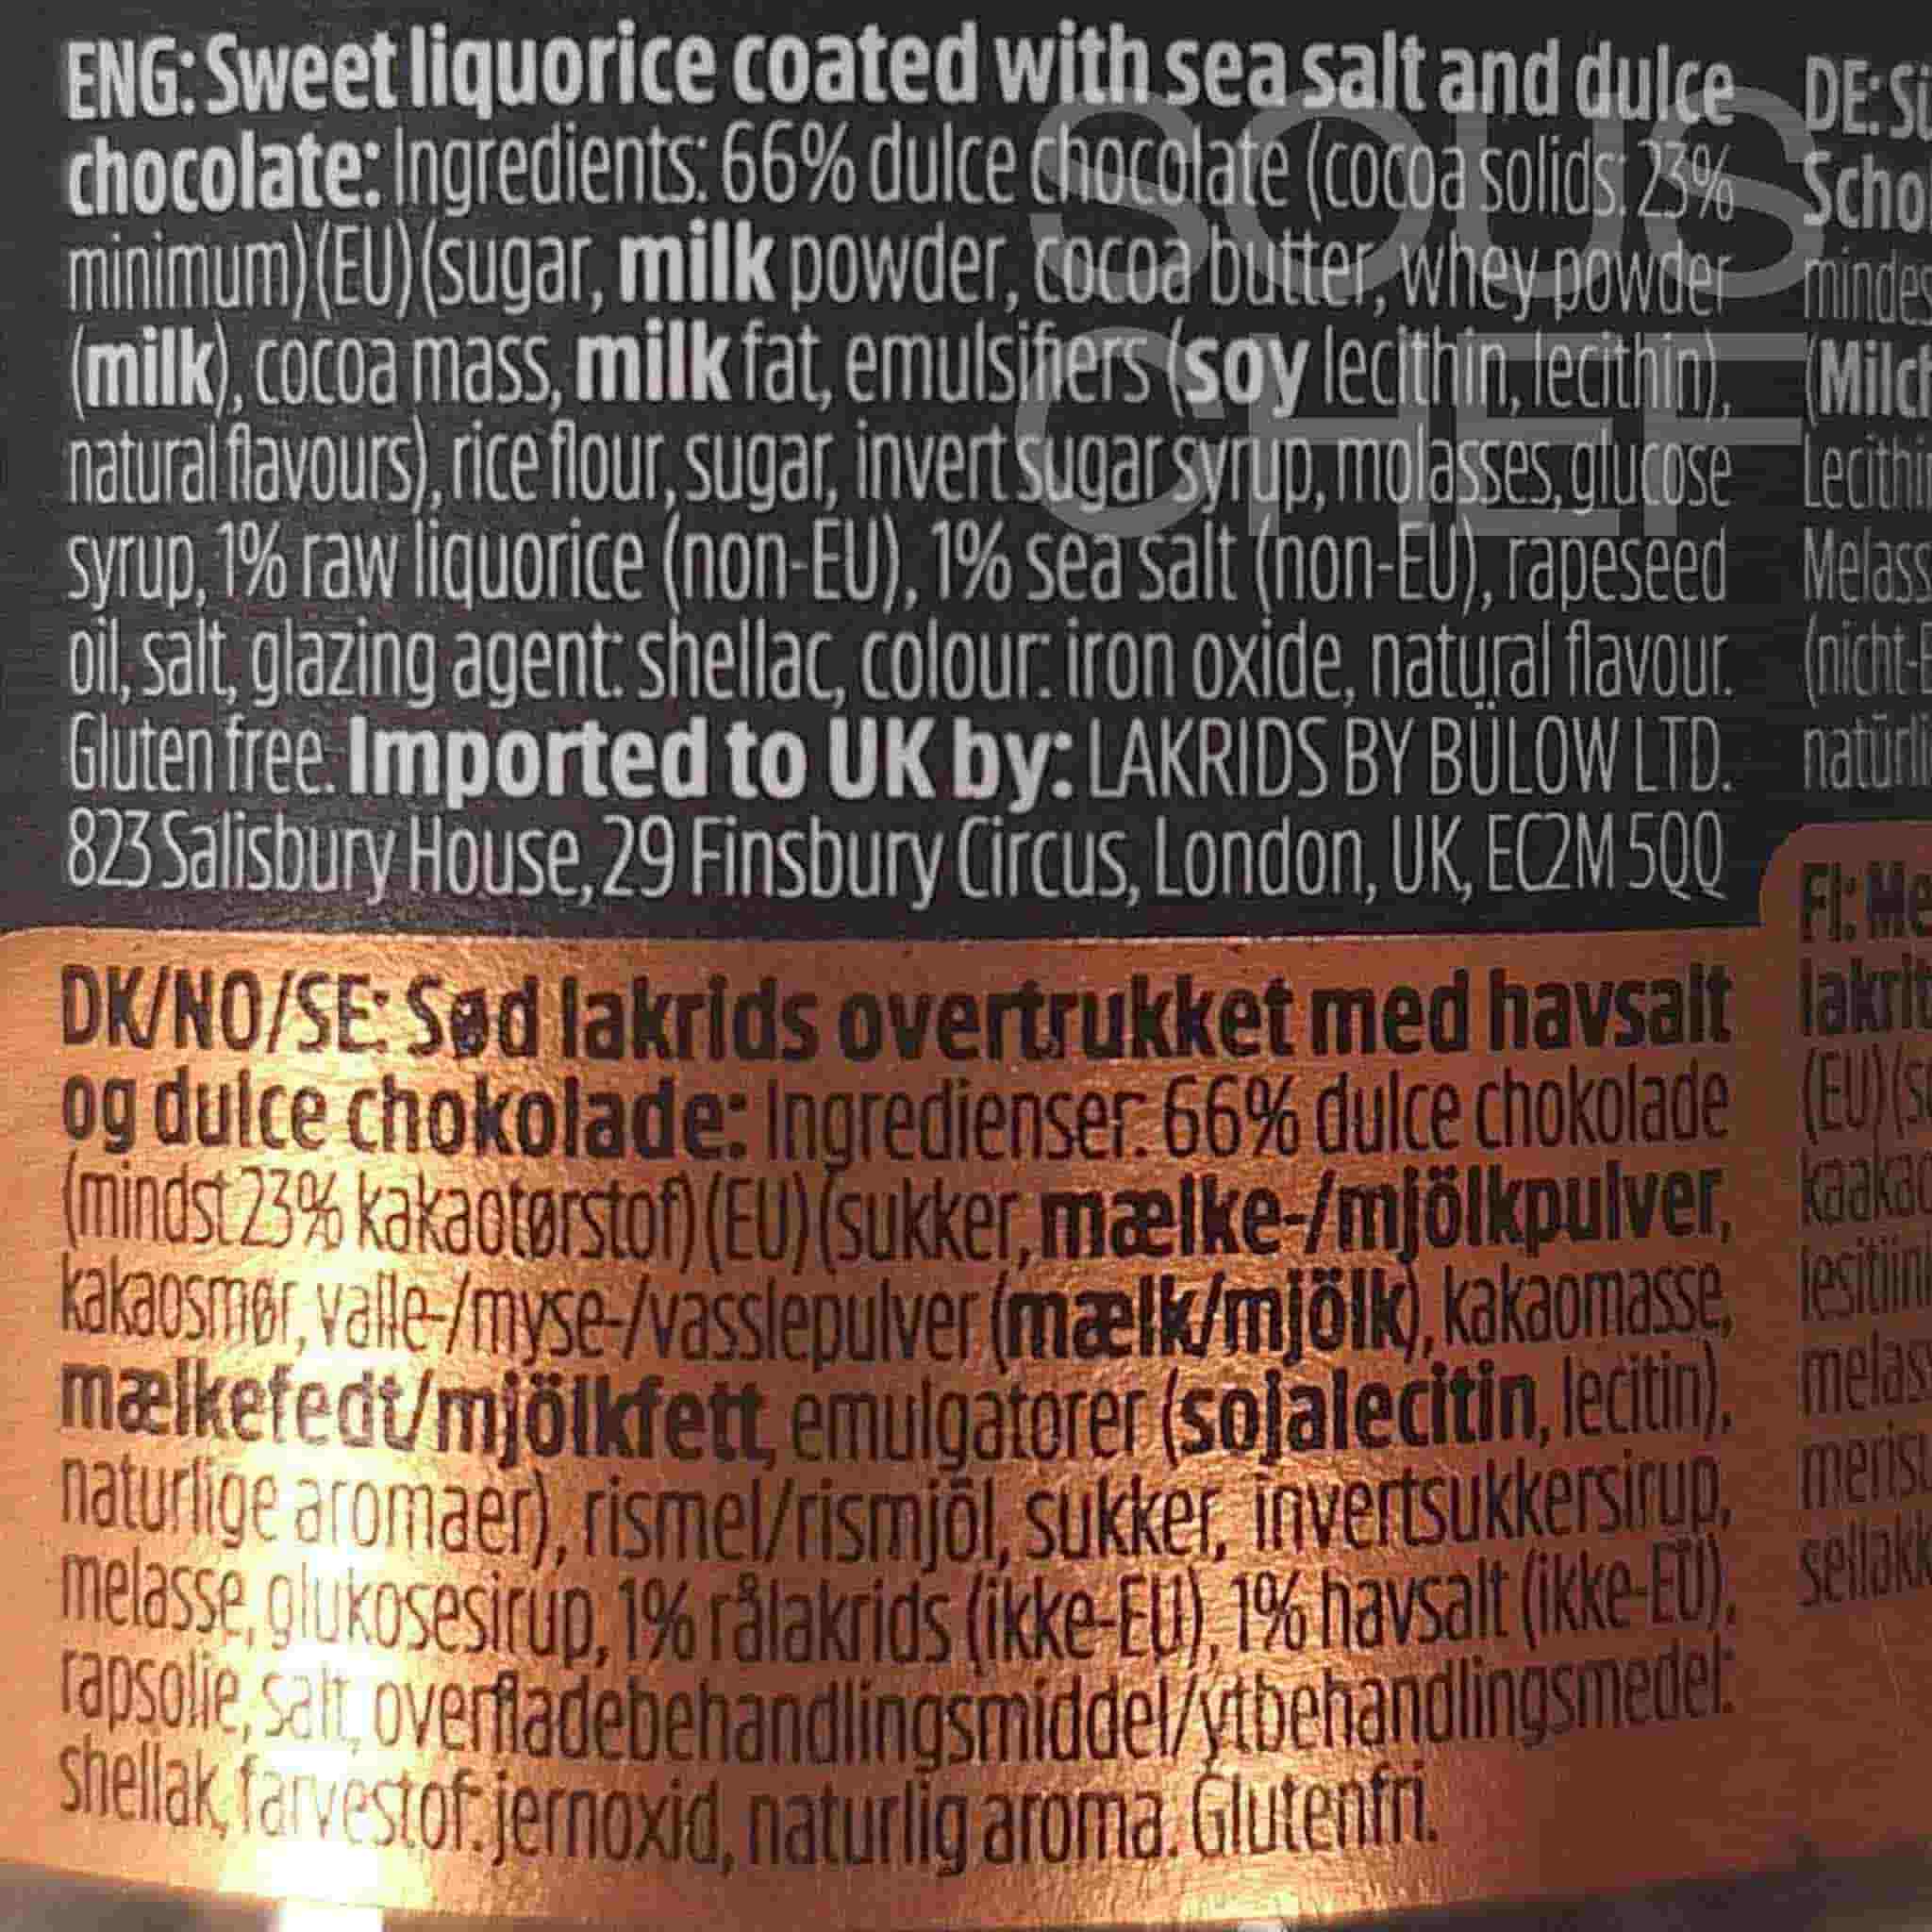 ENG: Sweet liquorice coated with sea salt and dulce
chocolate: Ingredients: 66% dulce chocolate (cocoa solids: 23%
minimum)(EU)(sugar, milk powder, cocoa butter, whey powder
(milk), cocoa mass, milk fat, emulsifiers (soy lecithin, lecithin),
natural flavours), rice flour, sugar, invert sugar syrup, molasses, glucose
syrup, 1% raw liquorice (non-EU), 1% sea salt (non-EU), rapeseed
oil, salt, glazing agent: shellac, colour: iron oxide, natural flavour.
Gluten free. Imported to UK by: LAKRIDS BY BÜLOW LTD.
823 Salisbury House, 29 Finsbury Circus, London, UK, EC2M 5QQ
SOUS
CHEF
DK/NO/SE: Sød lakrids overtrukket med havsalt
og dulce chokolade: Ingredienser: 66% dulce chokolade
(mindst 23% kakaotørstof)(EU)(sukker, mælke-/mjölkpulver,
kakaosmør, valle-/myse-/vasslepulver (mælk/mjölk), kakaomasse,
mælkefedt/mjölkfett, emulgatorer (sojalecitin, lecitin),
naturlige aromaer), rismel/rismjöl, sukker, invertsukkersirup,
melasse, glukosesirup, 1% rålakrids (ikke-EU), 1% havsalt (ikke-EU),
rapsolie, salt, overfladebehandlingsmiddel/ytbehandlingsmedel:
shellak, farvestof: jernoxid, naturlig aroma. Glutenfri.
DE:
(nicht-
FI:
(EU)